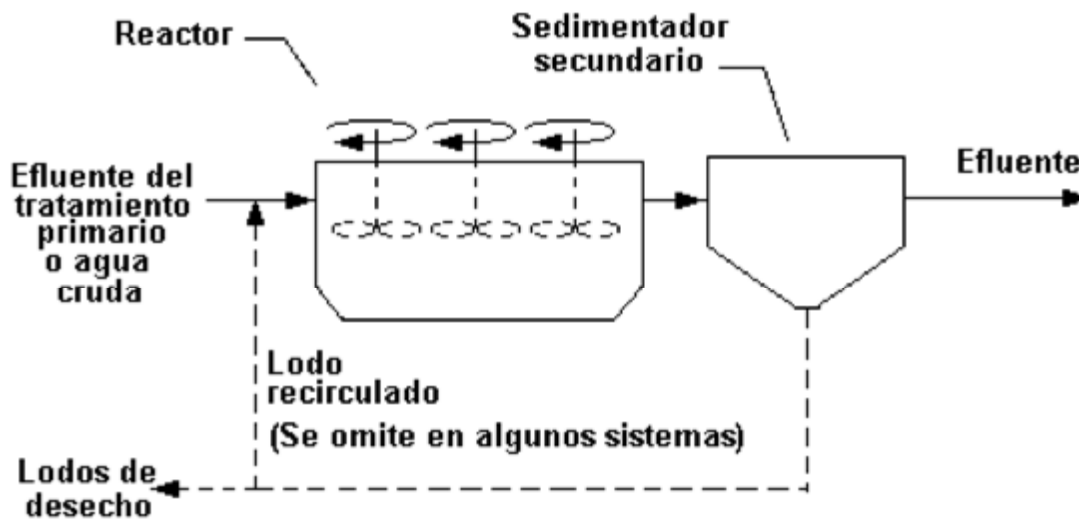 Reactor
Sedimentador
secundario
Efluente del
tratamiento
primario
o agua
cruda
Efluente
Lodo
recirculado
(Se omite en algunos sistemas)
Lodos de
desecho